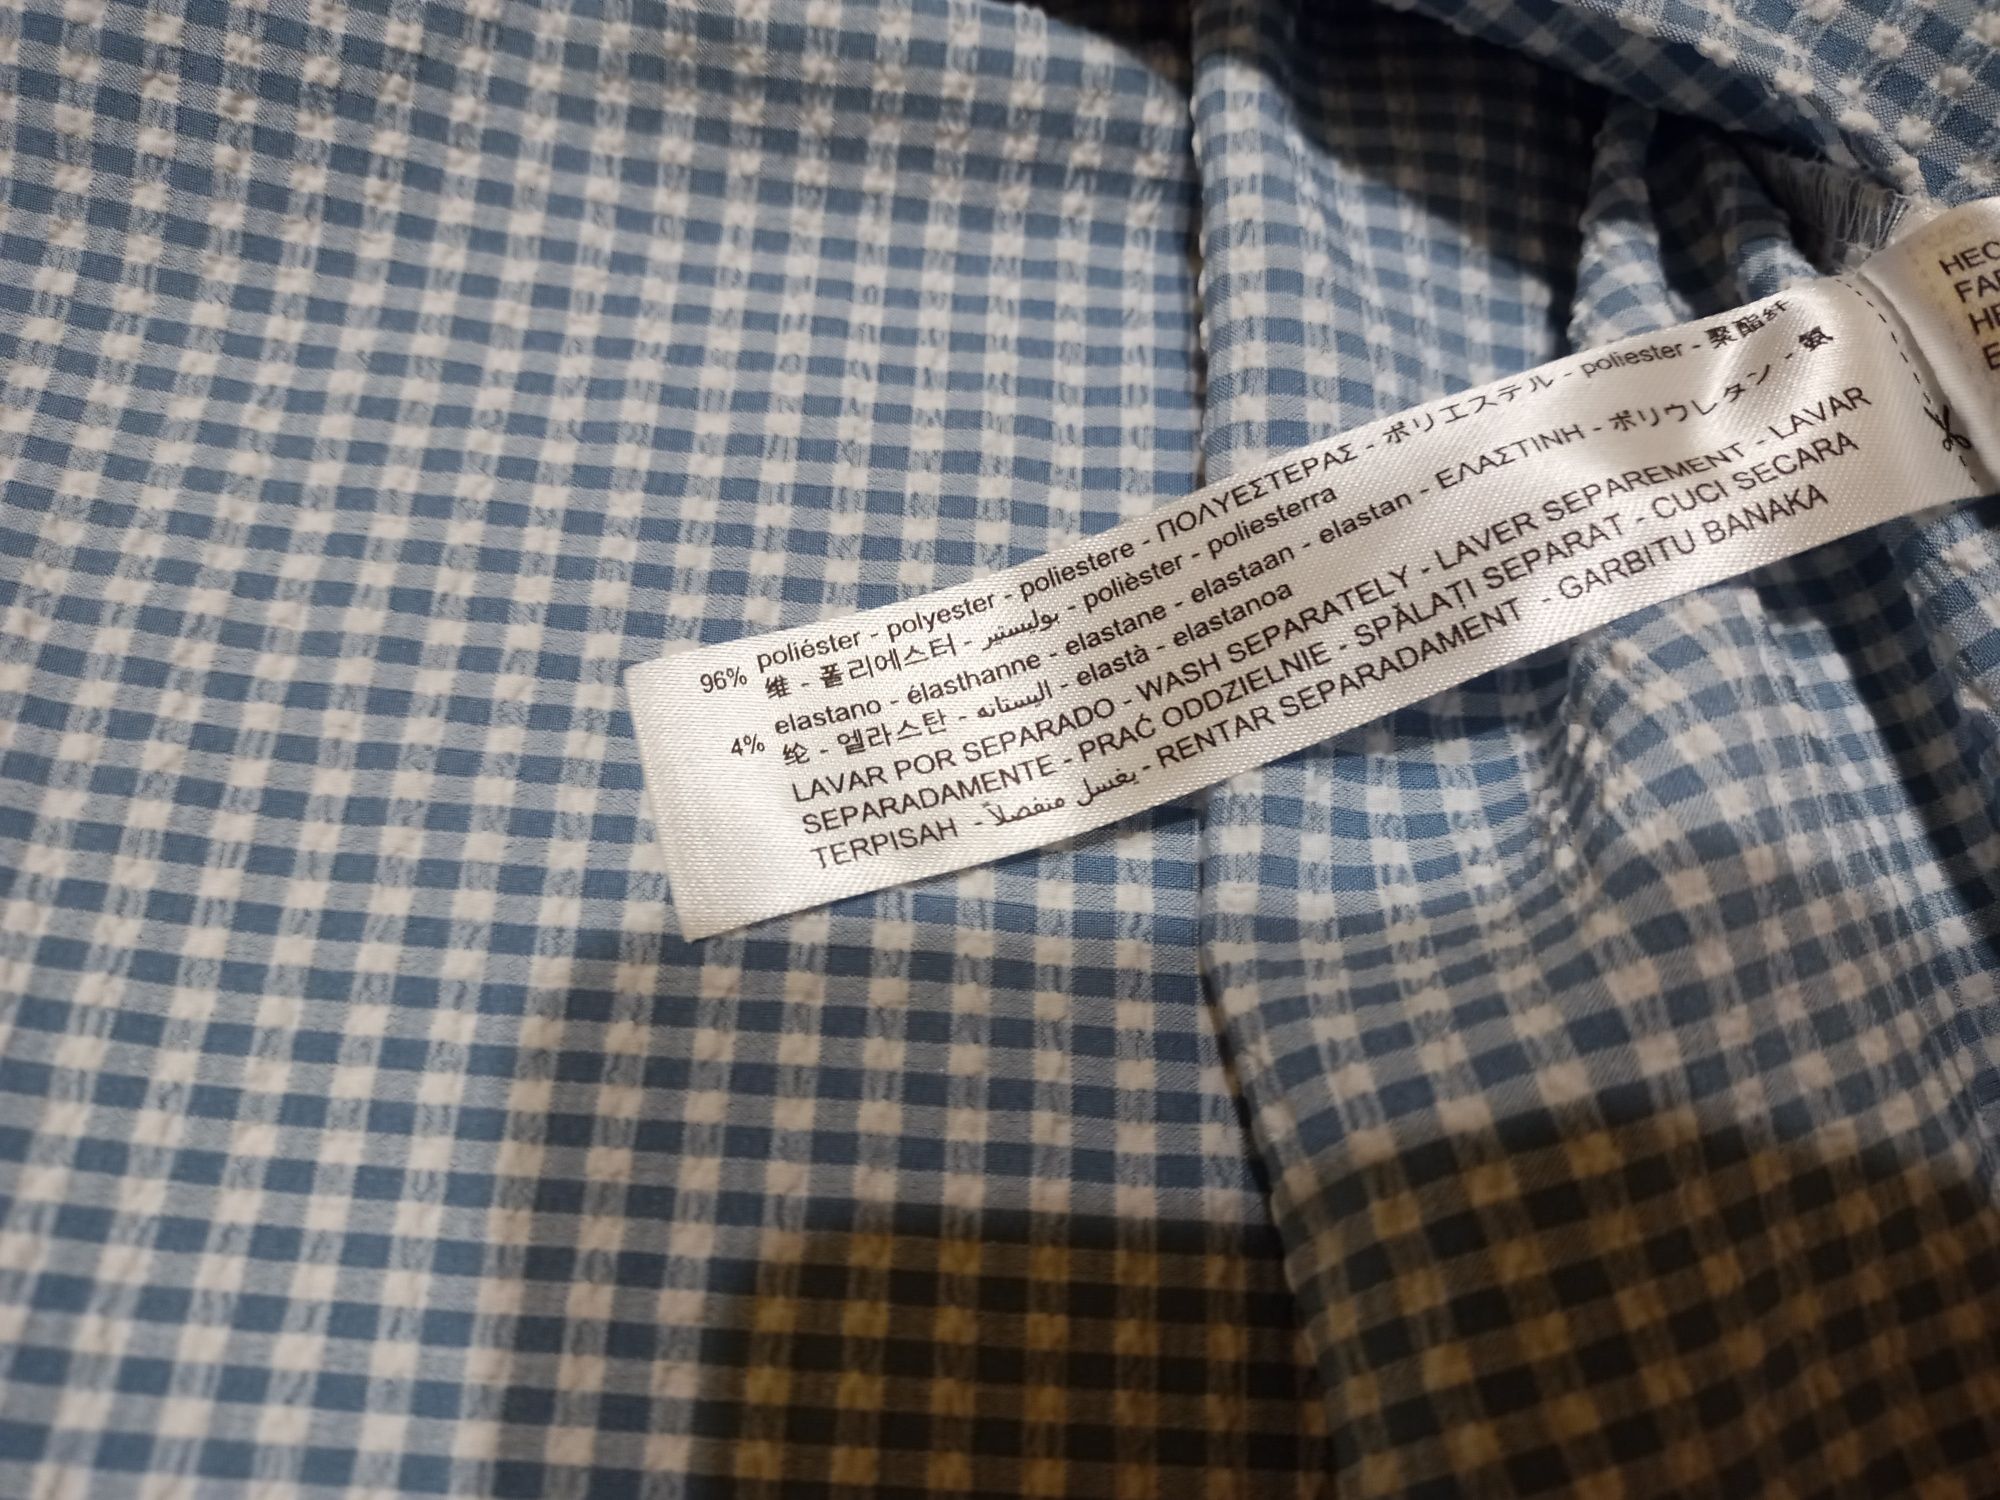 96% poliéster - polyester - poliestere - ΠΟΛΥΕΣΤΕΡΑΣ - ポリエステル - poliester - 聚酯纤
维 - 폴리에스터 - بوليستير - polièster - poliesterra
4% elastano - élasthanne - elastane - elastaan - elastan - ΕΛΑΣΤΙΝΗ - ポリウレタン - 氨
纶 - 엘라스탄 - اليستانه - elastà - elastanoa
LAVAR POR SEPARADO - WASH SEPARATELY - LAVER SEPAREMENT - LAVAR
SEPARADAMENTE - PRAĆ ODDZIELNIE - SPĂLAȚI SEPARAT - CUCI SECARA
TERPISAH - يغسل منفصلاً - RENTAR SEPARADAMENT - GARBITU BANAKA